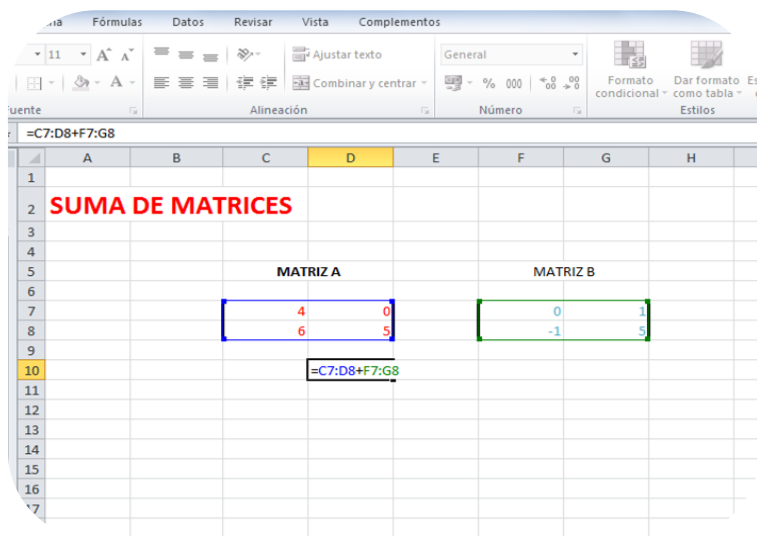 Fórmulas Datos Revisar Vista Complementos
11 A A Ajustar texto General
A Combinar y centrar % 000 Formato condicional Dar formato como tabla
Alineación Número Estilos
=C7:D8+F7:G8
A B C D E F G H
1
2 SUMA DE MATRICES
3
4
5 MATRIZ A MATRIZ B
6
7 4 0 0 1
8 6 5 -1 5
9
10 =C7:D8+F7:G8
11
12
13
14
15
16
17